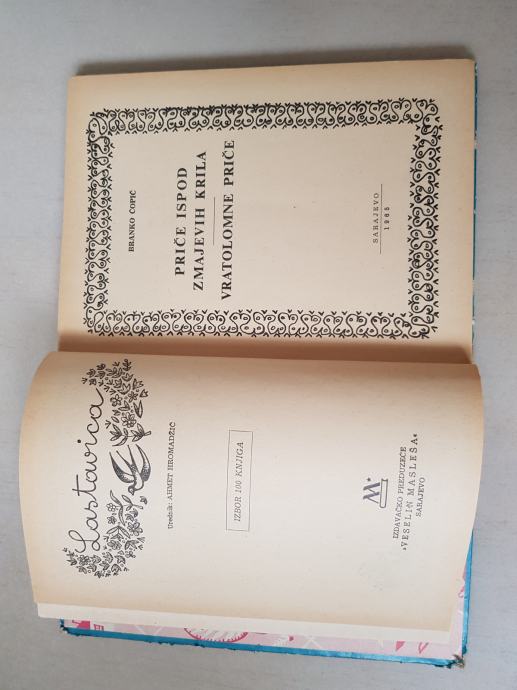 Lastavica
Urednik: AHMET HROMADŽIĆ
IZBOR 100 KNJIGA
IZDAVAČKO PREDUZEĆE
»VESELIN MASLEŠA«
SARAJEVO
BRANKO ĆOPIĆ
PRIČE ISPOD
ZMAJEVIH KRILA
VRATOLOMNE PRIČE
SARAJEVO
1965